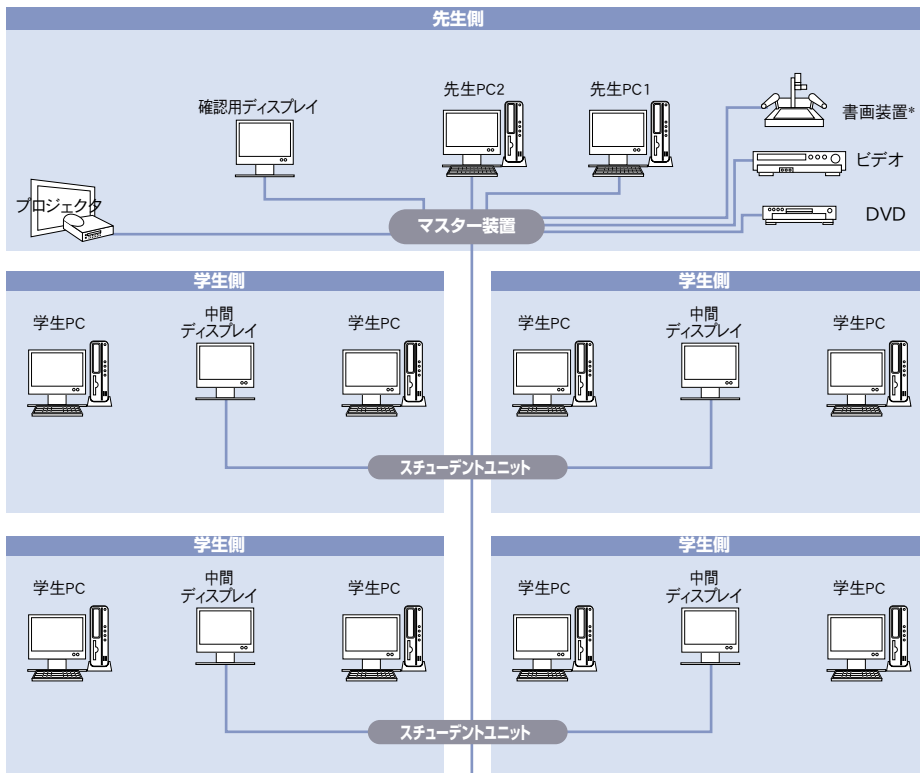 先生側
確認用ディスプレイ
先生PC2
先生PC1
書画装置*
ビデオ
プロジェクタ
マスター装置
DVD
学生側
学生側
学生PC
中間
ディスプレイ
学生PC
学生PC
中間
ディスプレイ
学生PC
スチューデントユニット
学生側
学生側
学生PC
中間
ディスプレイ
学生PC
学生PC
中間
ディスプレイ
学生PC
スチューデントユニット